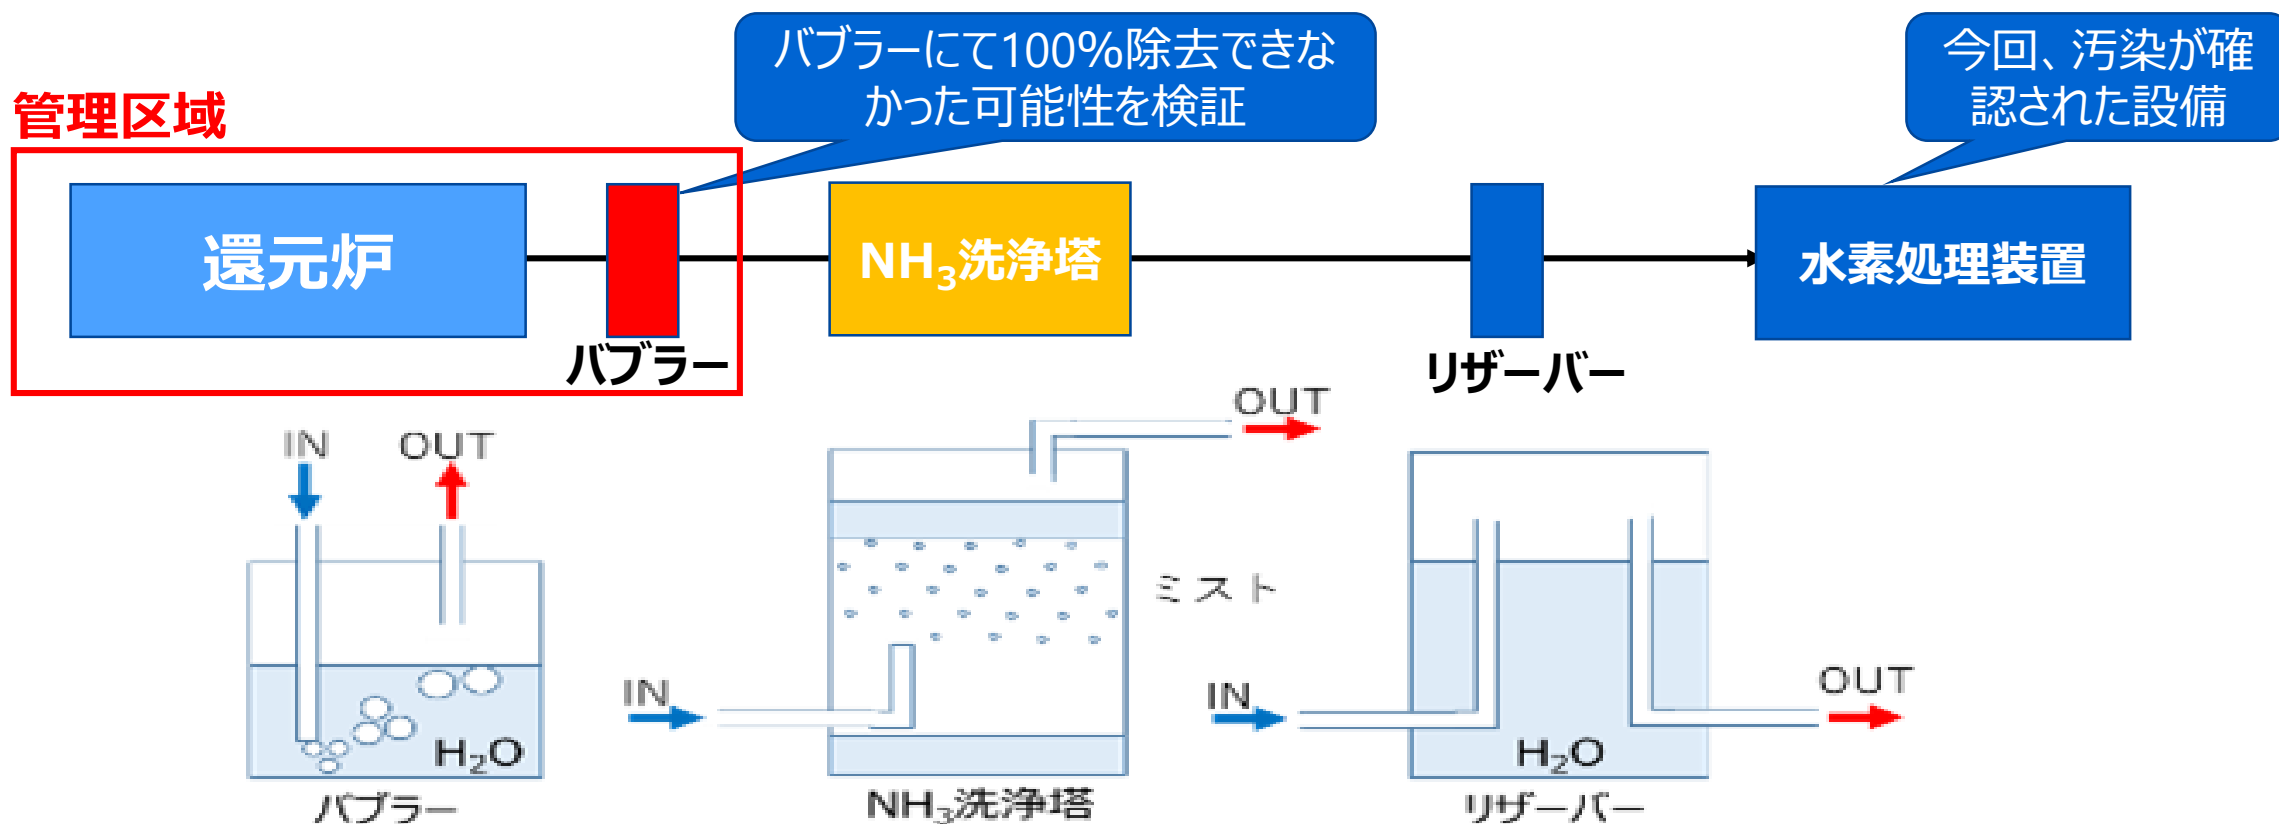 バブラーにて100%除去できな
かった可能性を検証
今回、汚染が確
認された設備
管理区域
還元炉
バブラー
NH₃洗浄塔
リザーバー
水素処理装置
IN
OUT
H₂O
バブラー
OUT
ミスト
IN
NH₃洗浄塔
IN
OUT
H₂O
リザーバー